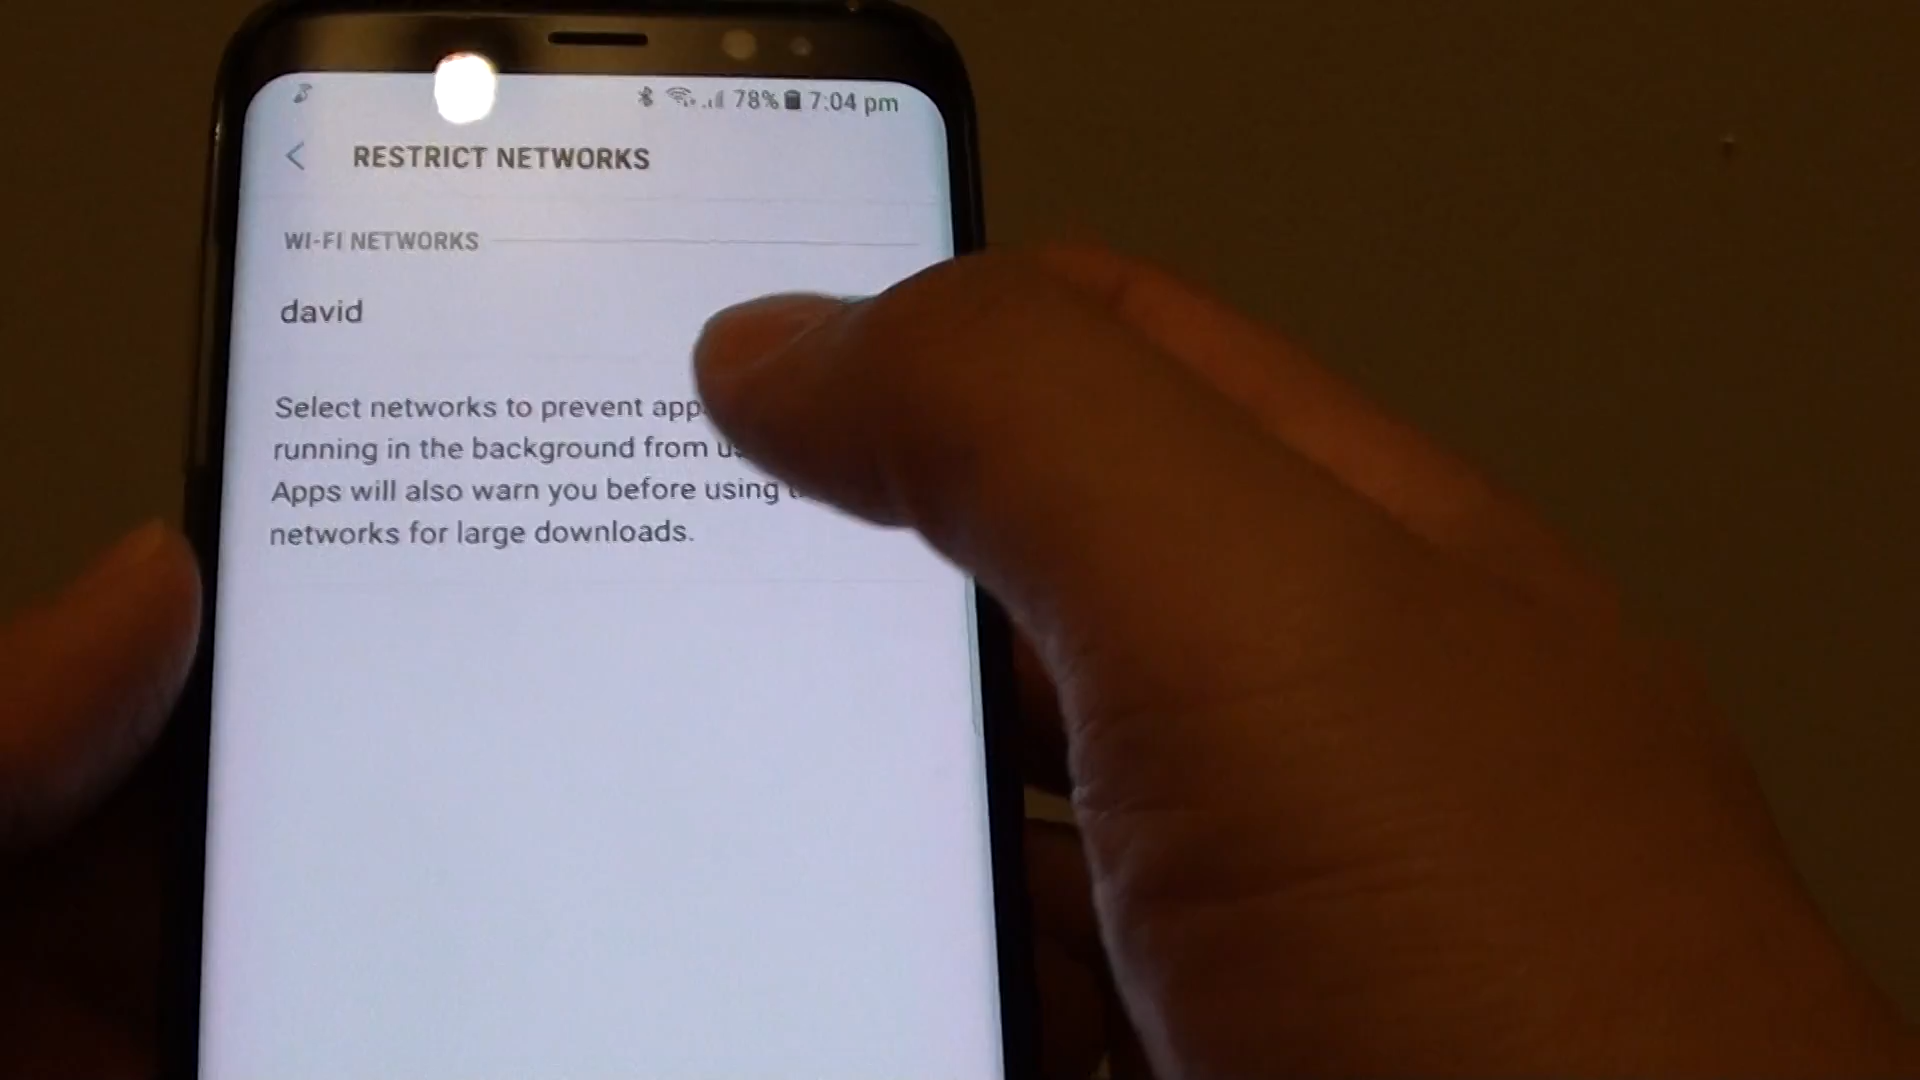 78% 7:04 pm
RESTRICT NETWORKS
WI-FI NETWORKS
david
Select networks to prevent
running in the background from
Apps will also warn you before using
networks for large downloads.